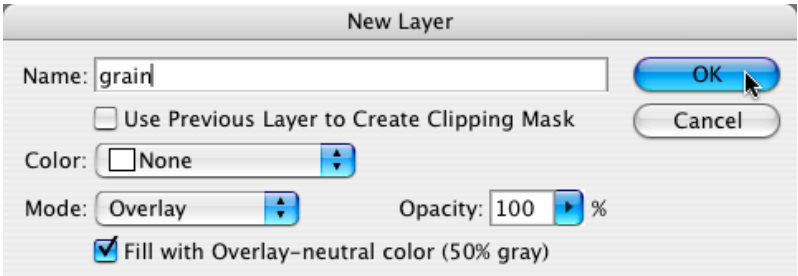 New Layer
Name: grain OK
Use Previous Layer to Create Clipping Mask Cancel
Color: None
Mode: Overlay Opacity: 100 %
Fill with Overlay-neutral color (50% gray)